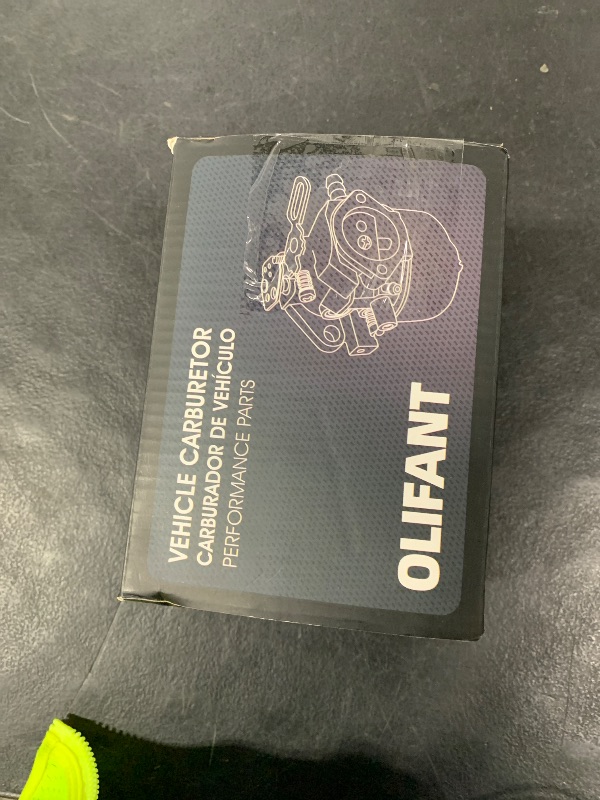 VEHICLE CARBURETOR
CARBURADOR DE VEHÍCULO
PERFORMANCE PARTS
OLIFANT